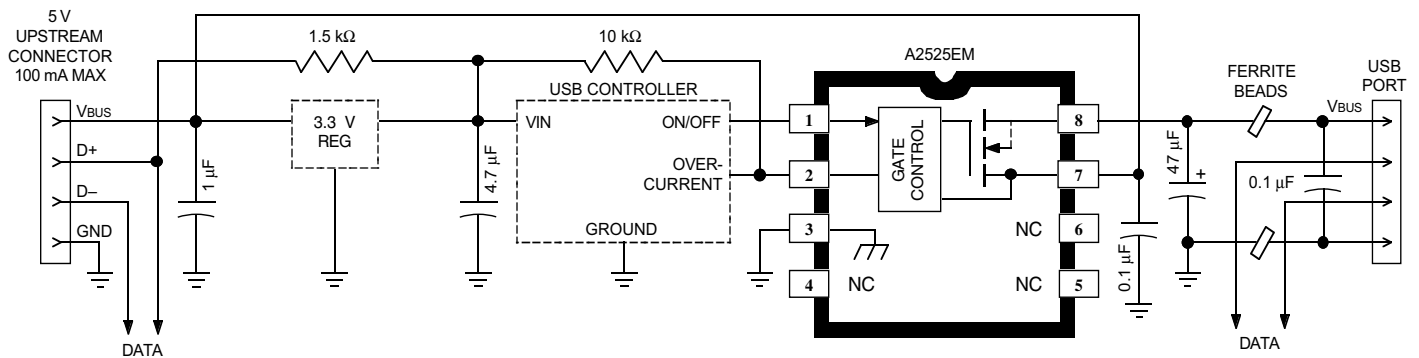 5 V
UPSTREAM
CONNECTOR
100 mA MAX
VBUS
D+
D–
GND
DATA
1 µF
1.5 kΩ
3.3 V
REG
4.7 µF
10 kΩ
USB CONTROLLER
VIN
ON/OFF
OVER-
CURRENT
GROUND
A2525EM
1
2
3
4
NC
GATE
CONTROL
8
7
NC
6
NC
5
0.1 µF
47 µF
+
FERRITE
BEADS
0.1 µF
VBUS
USB
PORT
DATA